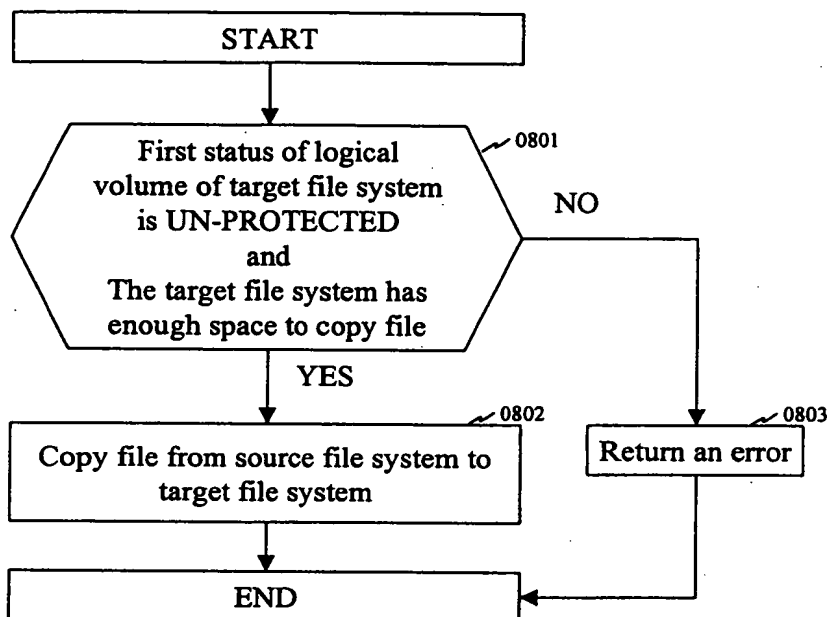 START
0801
First status of logical
volume of target file system
is UN-PROTECTED
and
The target file system has
enough space to copy file
NO
YES
0802
Copy file from source file system to
target file system
0803
Return an error
END